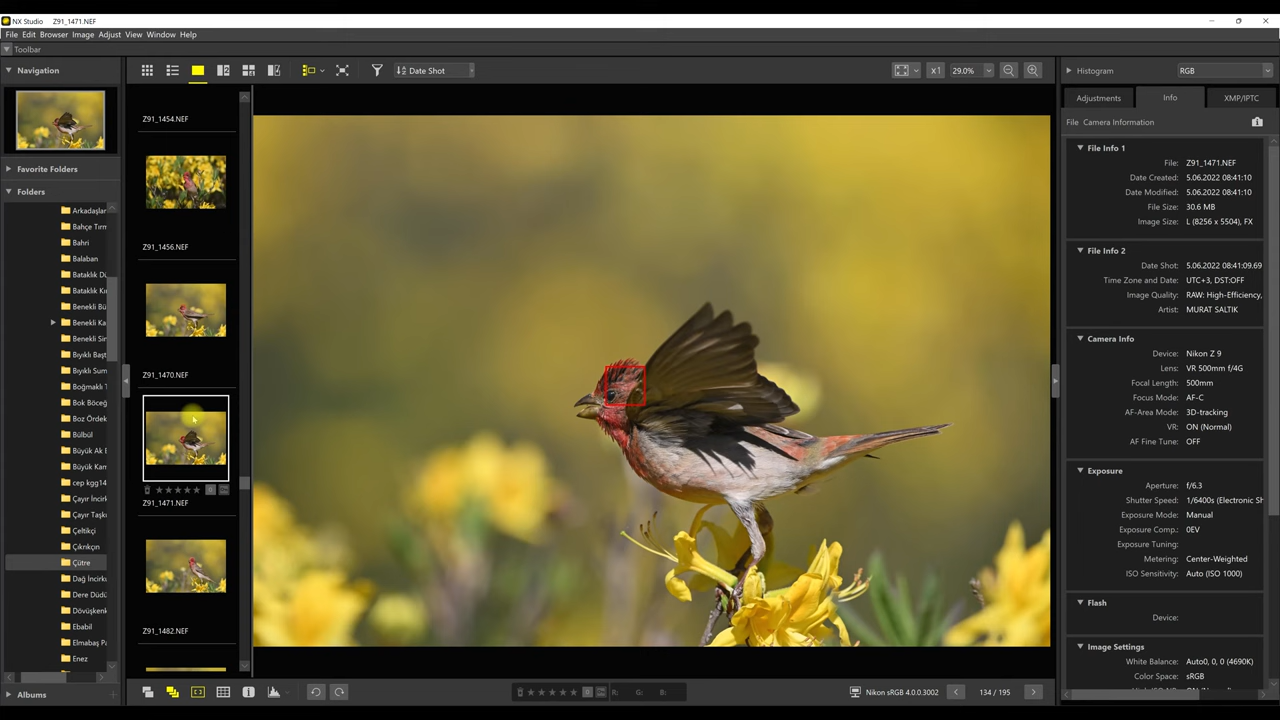 NX Studio Z91_1471.NEF
File Edit Browser Image Adjust View Window Help
Toolbar
Navigation
Favorite Folders
Folders
Arkadaşlar
Bahçe Tırm
Bahri
Balaban
Bataklık Dü
Bataklık Kır
Benekli Bü
Benekli Ka
Benekli Sin
Bıyıklı Başt
Bıyıklı Sum
Boğmaklı T
Bok Böceğ
Boz Ördek
Bülbül
Büyük Ak B
Büyük Kam
cep kgg14
Çayır İncirk
Çayır Taşkı
Çeltikçi
Çıkrıkçın
Çütre
Dağ İncirku
Dere Düdü
Dövüşkenk
Ebabil
Elmabaş Pa
Enez
Albums
Date Shot
x1
29.0%
Z91_1454.NEF
Z91_1456.NEF
Z91_1470.NEF
Z91_1471.NEF
Z91_1482.NEF
R: G: B:
Nikon sRGB 4.0.0.3002
134 / 195
Histogram RGB
Adjustments Info XMP/IPTC
File Camera Information
File Info 1
File: Z91_1471.NEF
Date Created: 5.06.2022 08:41:10
Date Modified: 5.06.2022 08:41:10
File Size: 30.6 MB
Image Size: L (8256 x 5504), FX
File Info 2
Date Shot: 5.06.2022 08:41:09.69
Time Zone and Date: UTC+3, DST:OFF
Image Quality: RAW: High-Efficiency,
Artist: MURAT SALTIK
Camera Info
Device: Nikon Z 9
Lens: VR 500mm f/4G
Focal Length: 500mm
Focus Mode: AF-C
AF-Area Mode: 3D-tracking
VR: ON (Normal)
AF Fine Tune: OFF
Exposure
Aperture: f/6.3
Shutter Speed: 1/6400s (Electronic Sh
Exposure Mode: Manual
Exposure Comp.: 0EV
Exposure Tuning:
Metering: Center-Weighted
ISO Sensitivity: Auto (ISO 1000)
Flash
Device:
Image Settings
White Balance: Auto0, 0, 0 (4690K)
Color Space: sRGB